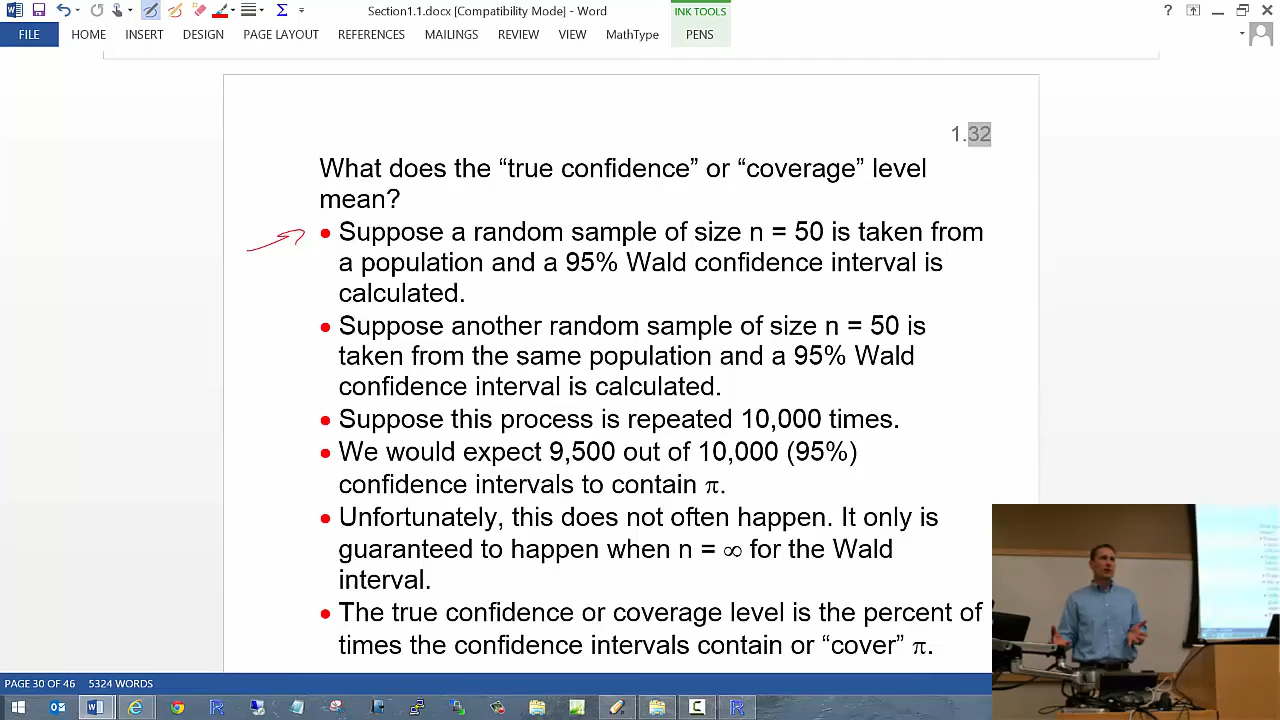 Section1.1.docx [Compatibility Mode] - Word
INK TOOLS
FILE HOME INSERT DESIGN PAGE LAYOUT REFERENCES MAILINGS REVIEW VIEW MathType PENS
1.32
What does the “true confidence” or “coverage” level
mean?
• Suppose a random sample of size n = 50 is taken from
a population and a 95% Wald confidence interval is
calculated.
• Suppose another random sample of size n = 50 is
taken from the same population and a 95% Wald
confidence interval is calculated.
• Suppose this process is repeated 10,000 times.
• We would expect 9,500 out of 10,000 (95%)
confidence intervals to contain π.
• Unfortunately, this does not often happen. It only is
guaranteed to happen when n = ∞ for the Wald
interval.
• The true confidence or coverage level is the percent of
times the confidence intervals contain or “cover” π.
PAGE 30 OF 46 5324 WORDS